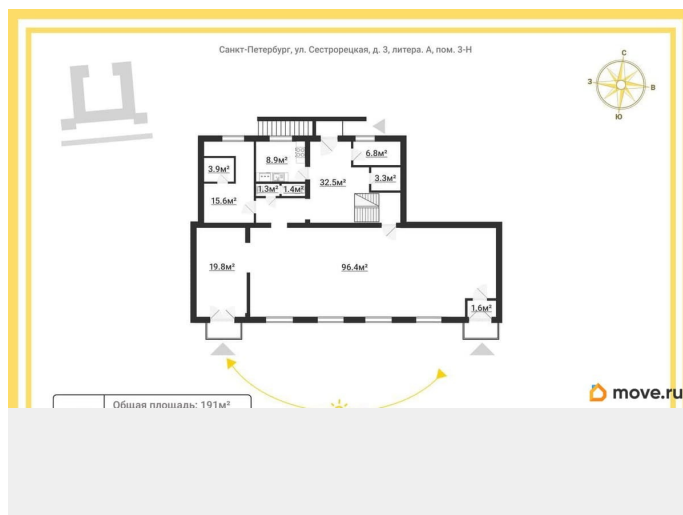 Санкт-Петербург, ул. Сестрорецкая, д. 3, литера. А, пом. 3-Н
С
З
В
Ю
8.9м²
6.8м²
3.9м²
3.3м²
32.5м²
1.3м²
1.4м²
15.6м²
19.8м²
96.4м²
1.6м²
move.ru
Общая площадь: 191м²